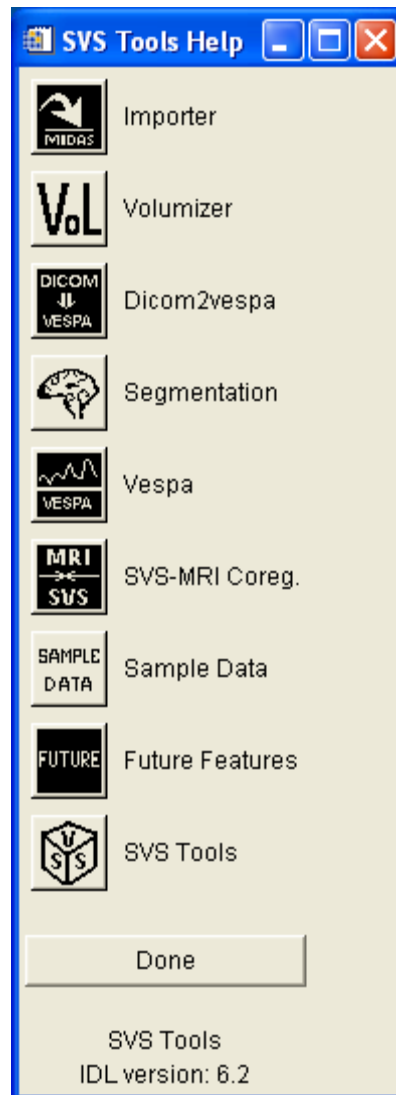 SVS Tools Help
MIDAS
Importer
VoL
Volumizer
DICOM
VESPA
Dicom2vespa
Segmentation
VESPA
Vespa
MRI
SVS
SVS-MRI Coreg.
SAMPLE
DATA
Sample Data
FUTURE
Future Features
V
S S
SVS Tools
Done
SVS Tools
IDL version: 6.2